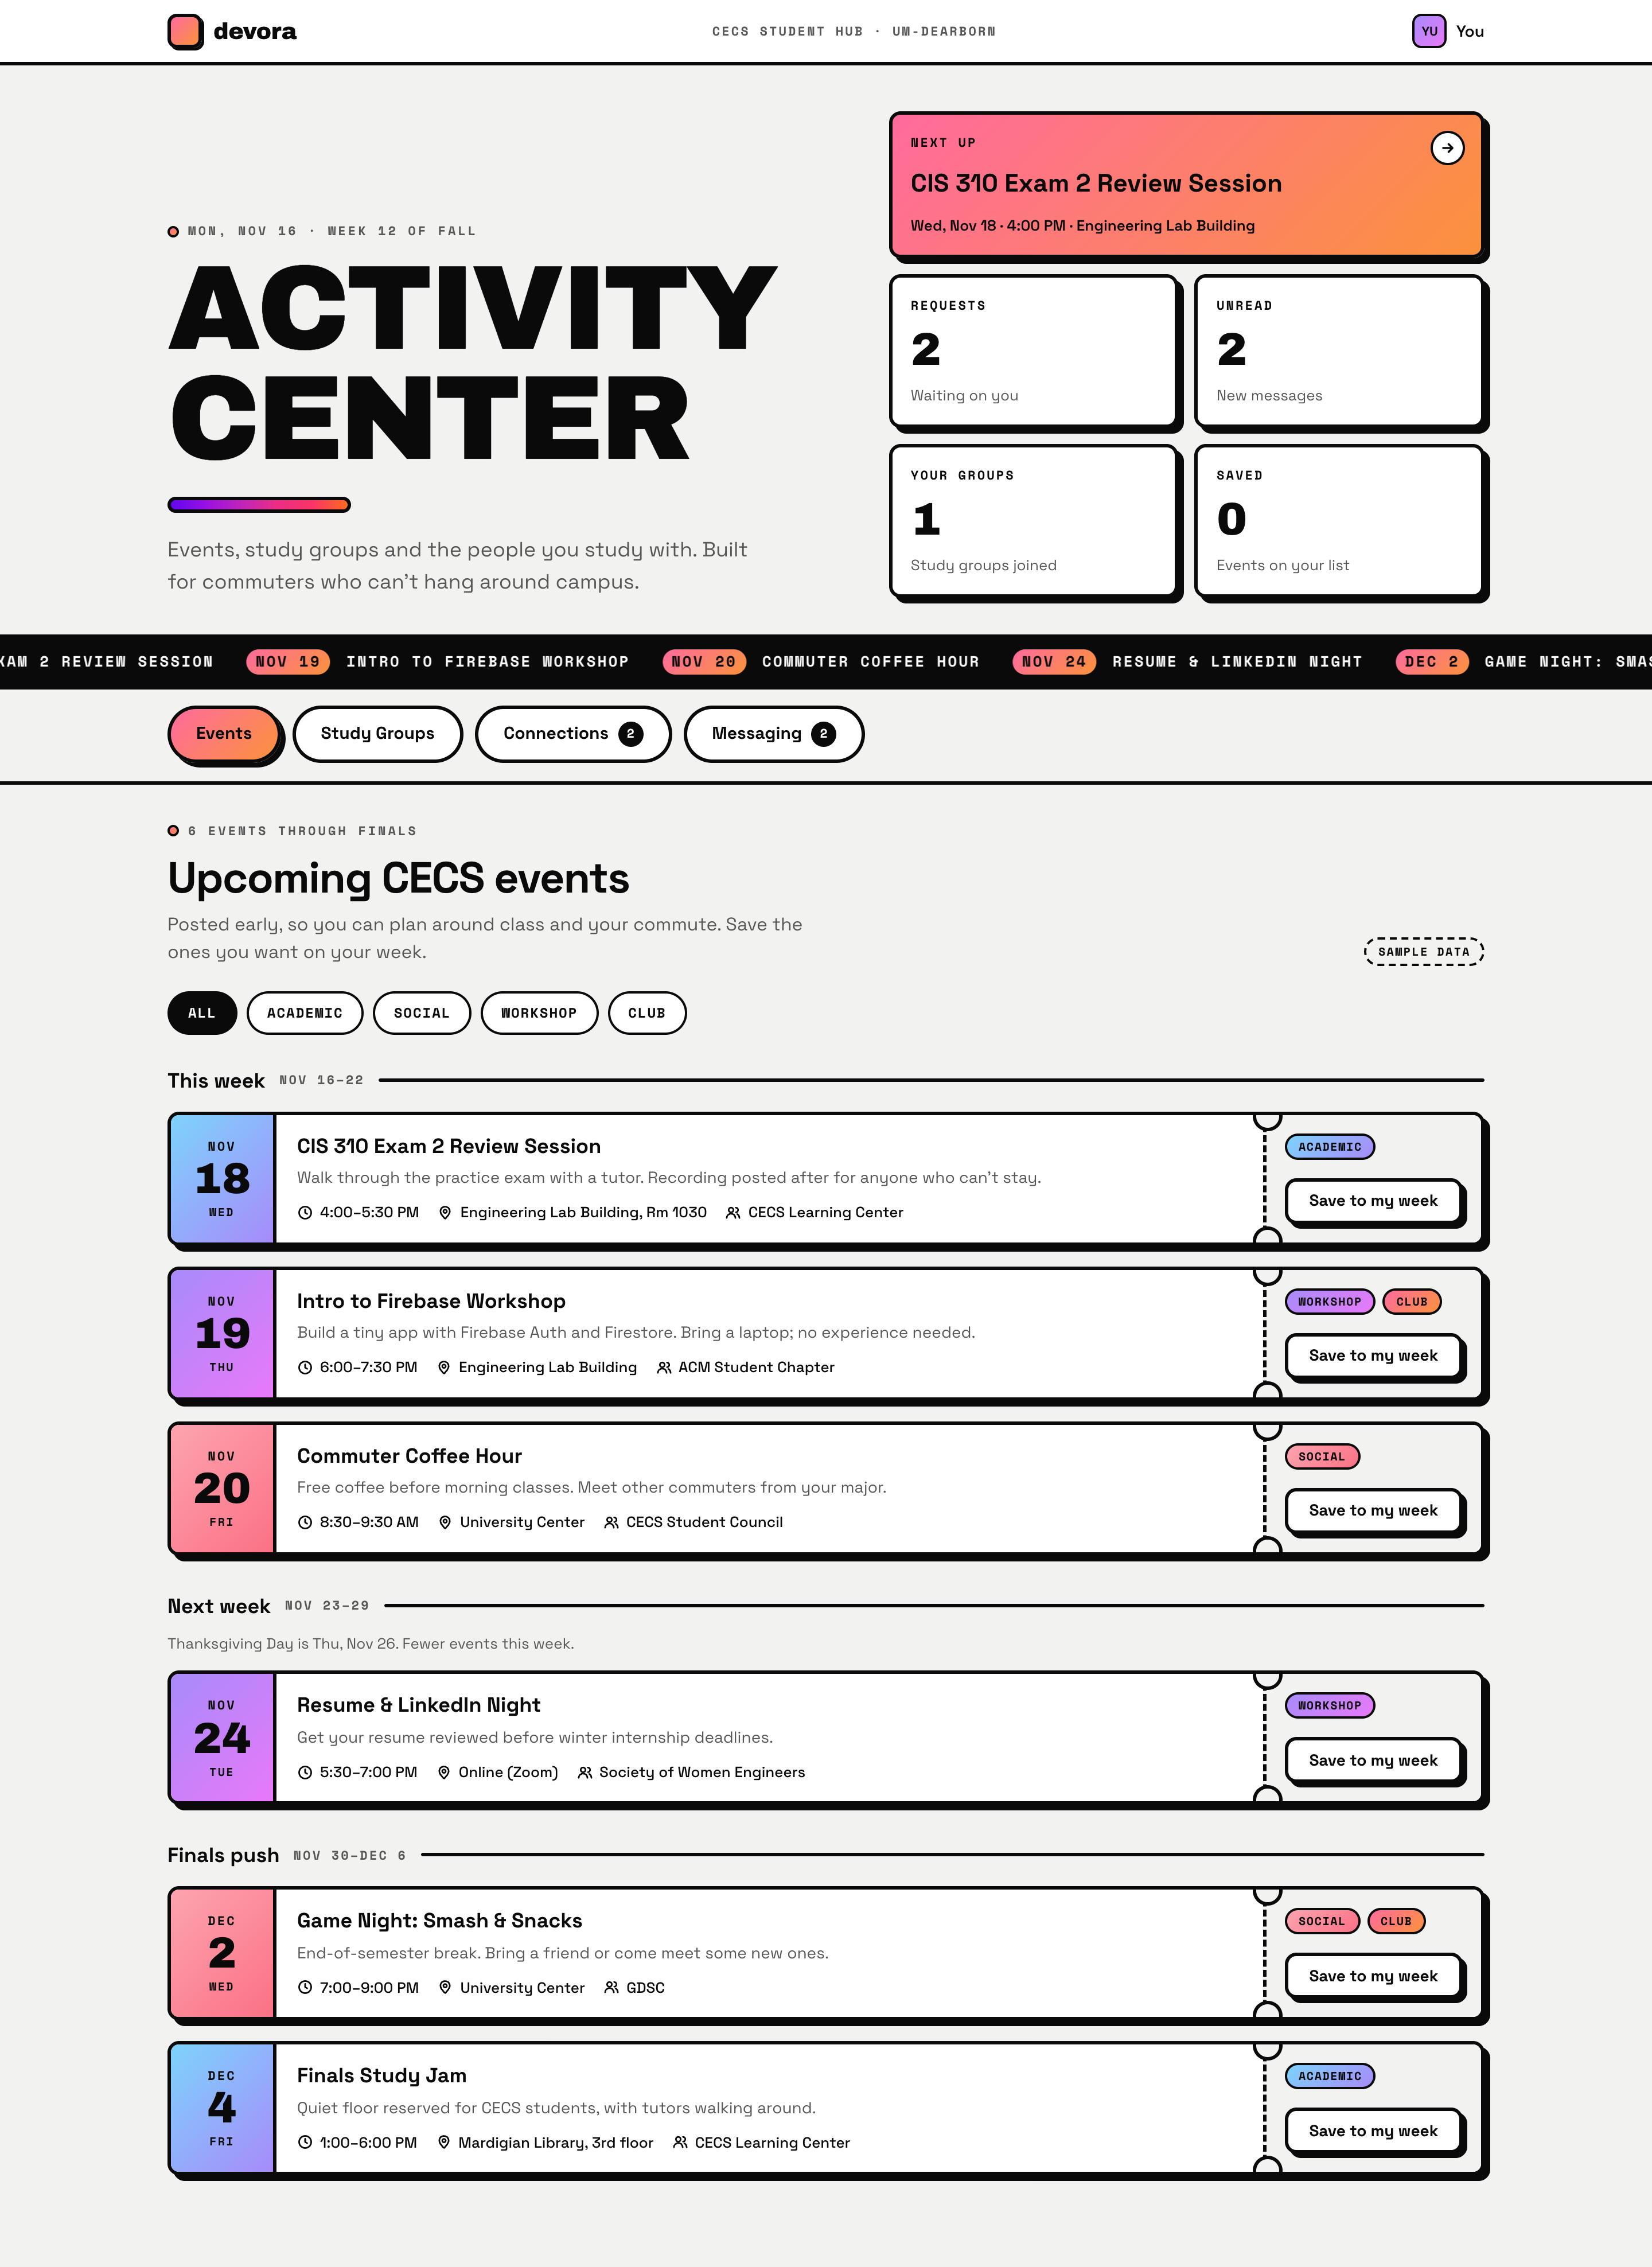 devora
CECS STUDENT HUB · UM-DEARBORN
YU
You
MON, NOV 16 · WEEK 12 OF FALL
ACTIVITY
CENTER
Events, study groups and the people you study with. Built
for commuters who can't hang around campus.
NEXT UP
CIS 310 Exam 2 Review Session
Wed, Nov 18 · 4:00 PM · Engineering Lab Building
REQUESTS
2
Waiting on you
UNREAD
2
New messages
YOUR GROUPS
1
Study groups joined
SAVED
0
Events on your list
2 REVIEW SESSION NOV 19 INTRO TO FIREBASE WORKSHOP NOV 20 COMMUTER COFFEE HOUR NOV 24 RESUME & LINKEDIN NIGHT DEC 2 GAME NIGHT:
Events
Study Groups
Connections 2
Messaging 2
6 EVENTS THROUGH FINALS
Upcoming CECS events
Posted early, so you can plan around class and your commute. Save the
ones you want on your week.
SAMPLE DATA
ALL
ACADEMIC
SOCIAL
WORKSHOP
CLUB
This week NOV 16–22
NOV
18
WED
CIS 310 Exam 2 Review Session
Walk through the practice exam with a tutor. Recording posted after for anyone who can't stay.
4:00–5:30 PM Engineering Lab Building, Rm 1030 CECS Learning Center
ACADEMIC
Save to my week
NOV
19
THU
Intro to Firebase Workshop
Build a tiny app with Firebase Auth and Firestore. Bring a laptop; no experience needed.
6:00–7:30 PM Engineering Lab Building ACM Student Chapter
WORKSHOP CLUB
Save to my week
NOV
20
FRI
Commuter Coffee Hour
Free coffee before morning classes. Meet other commuters from your major.
8:30–9:30 AM University Center CECS Student Council
SOCIAL
Save to my week
Next week NOV 23–29
Thanksgiving Day is Thu, Nov 26. Fewer events this week.
NOV
24
TUE
Resume & LinkedIn Night
Get your resume reviewed before winter internship deadlines.
5:30–7:00 PM Online (Zoom) Society of Women Engineers
WORKSHOP
Save to my week
Finals push NOV 30–DEC 6
DEC
2
WED
Game Night: Smash & Snacks
End-of-semester break. Bring a friend or come meet some new ones.
7:00–9:00 PM University Center GDSC
SOCIAL CLUB
Save to my week
DEC
4
FRI
Finals Study Jam
Quiet floor reserved for CECS students, with tutors walking around.
1:00–6:00 PM Mardigian Library, 3rd floor CECS Learning Center
ACADEMIC
Save to my week